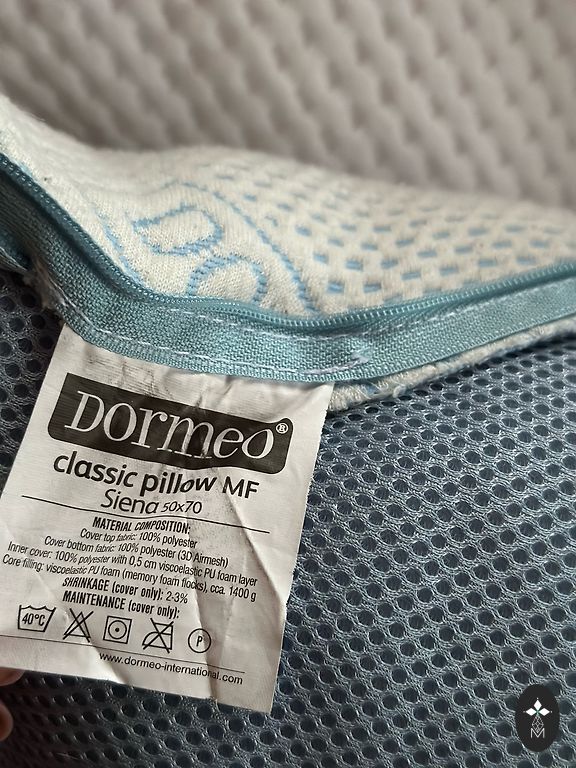 DO
Dormeo®
classic pillow MF
Siena 50x70
MATERIAL COMPOSITION:
Cover top fabric: 100% polyester
Cover bottom fabric: 100% polyester (3D Airmesh)
Inner cover: 100% polyester with 0,5 cm viscoelastic PU foam layer
Core filling: viscoelastic PU foam (memory foam flocks), cca. 1400 g
SHRINKAGE (cover only): 2-3%
MAINTENANCE (cover only):
40°C P
www.dormeo-international.com
M